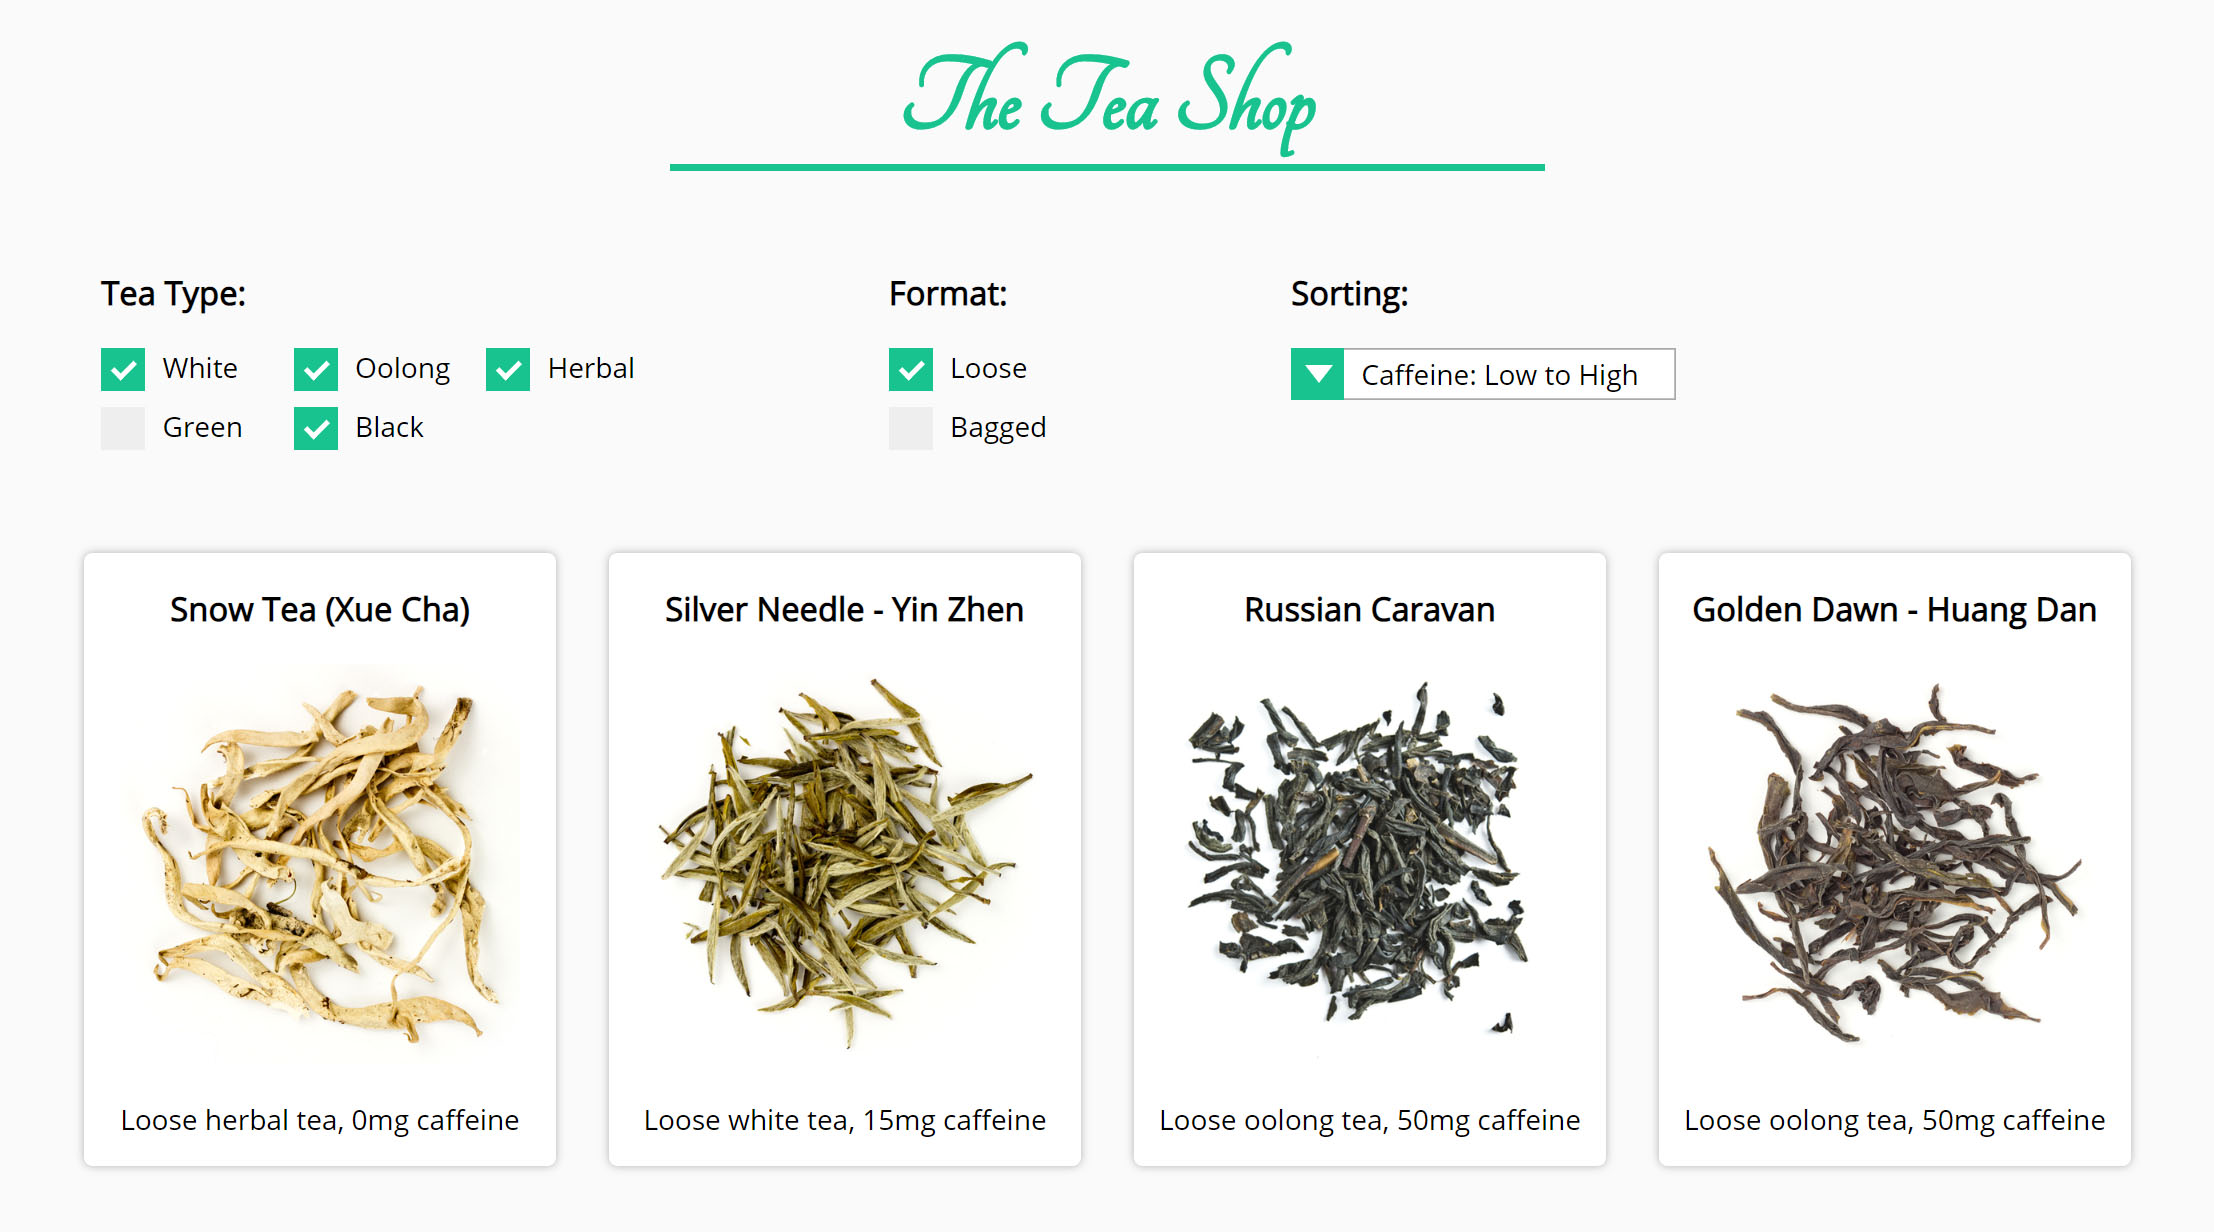 The Tea Shop
Tea Type:
White
Oolong
Herbal
Green
Black
Format:
Loose
Bagged
Sorting:
Caffeine: Low to High
Snow Tea (Xue Cha)
Loose herbal tea, 0mg caffeine
Silver Needle - Yin Zhen
Loose white tea, 15mg caffeine
Russian Caravan
Loose oolong tea, 50mg caffeine
Golden Dawn - Huang Dan
Loose oolong tea, 50mg caffeine